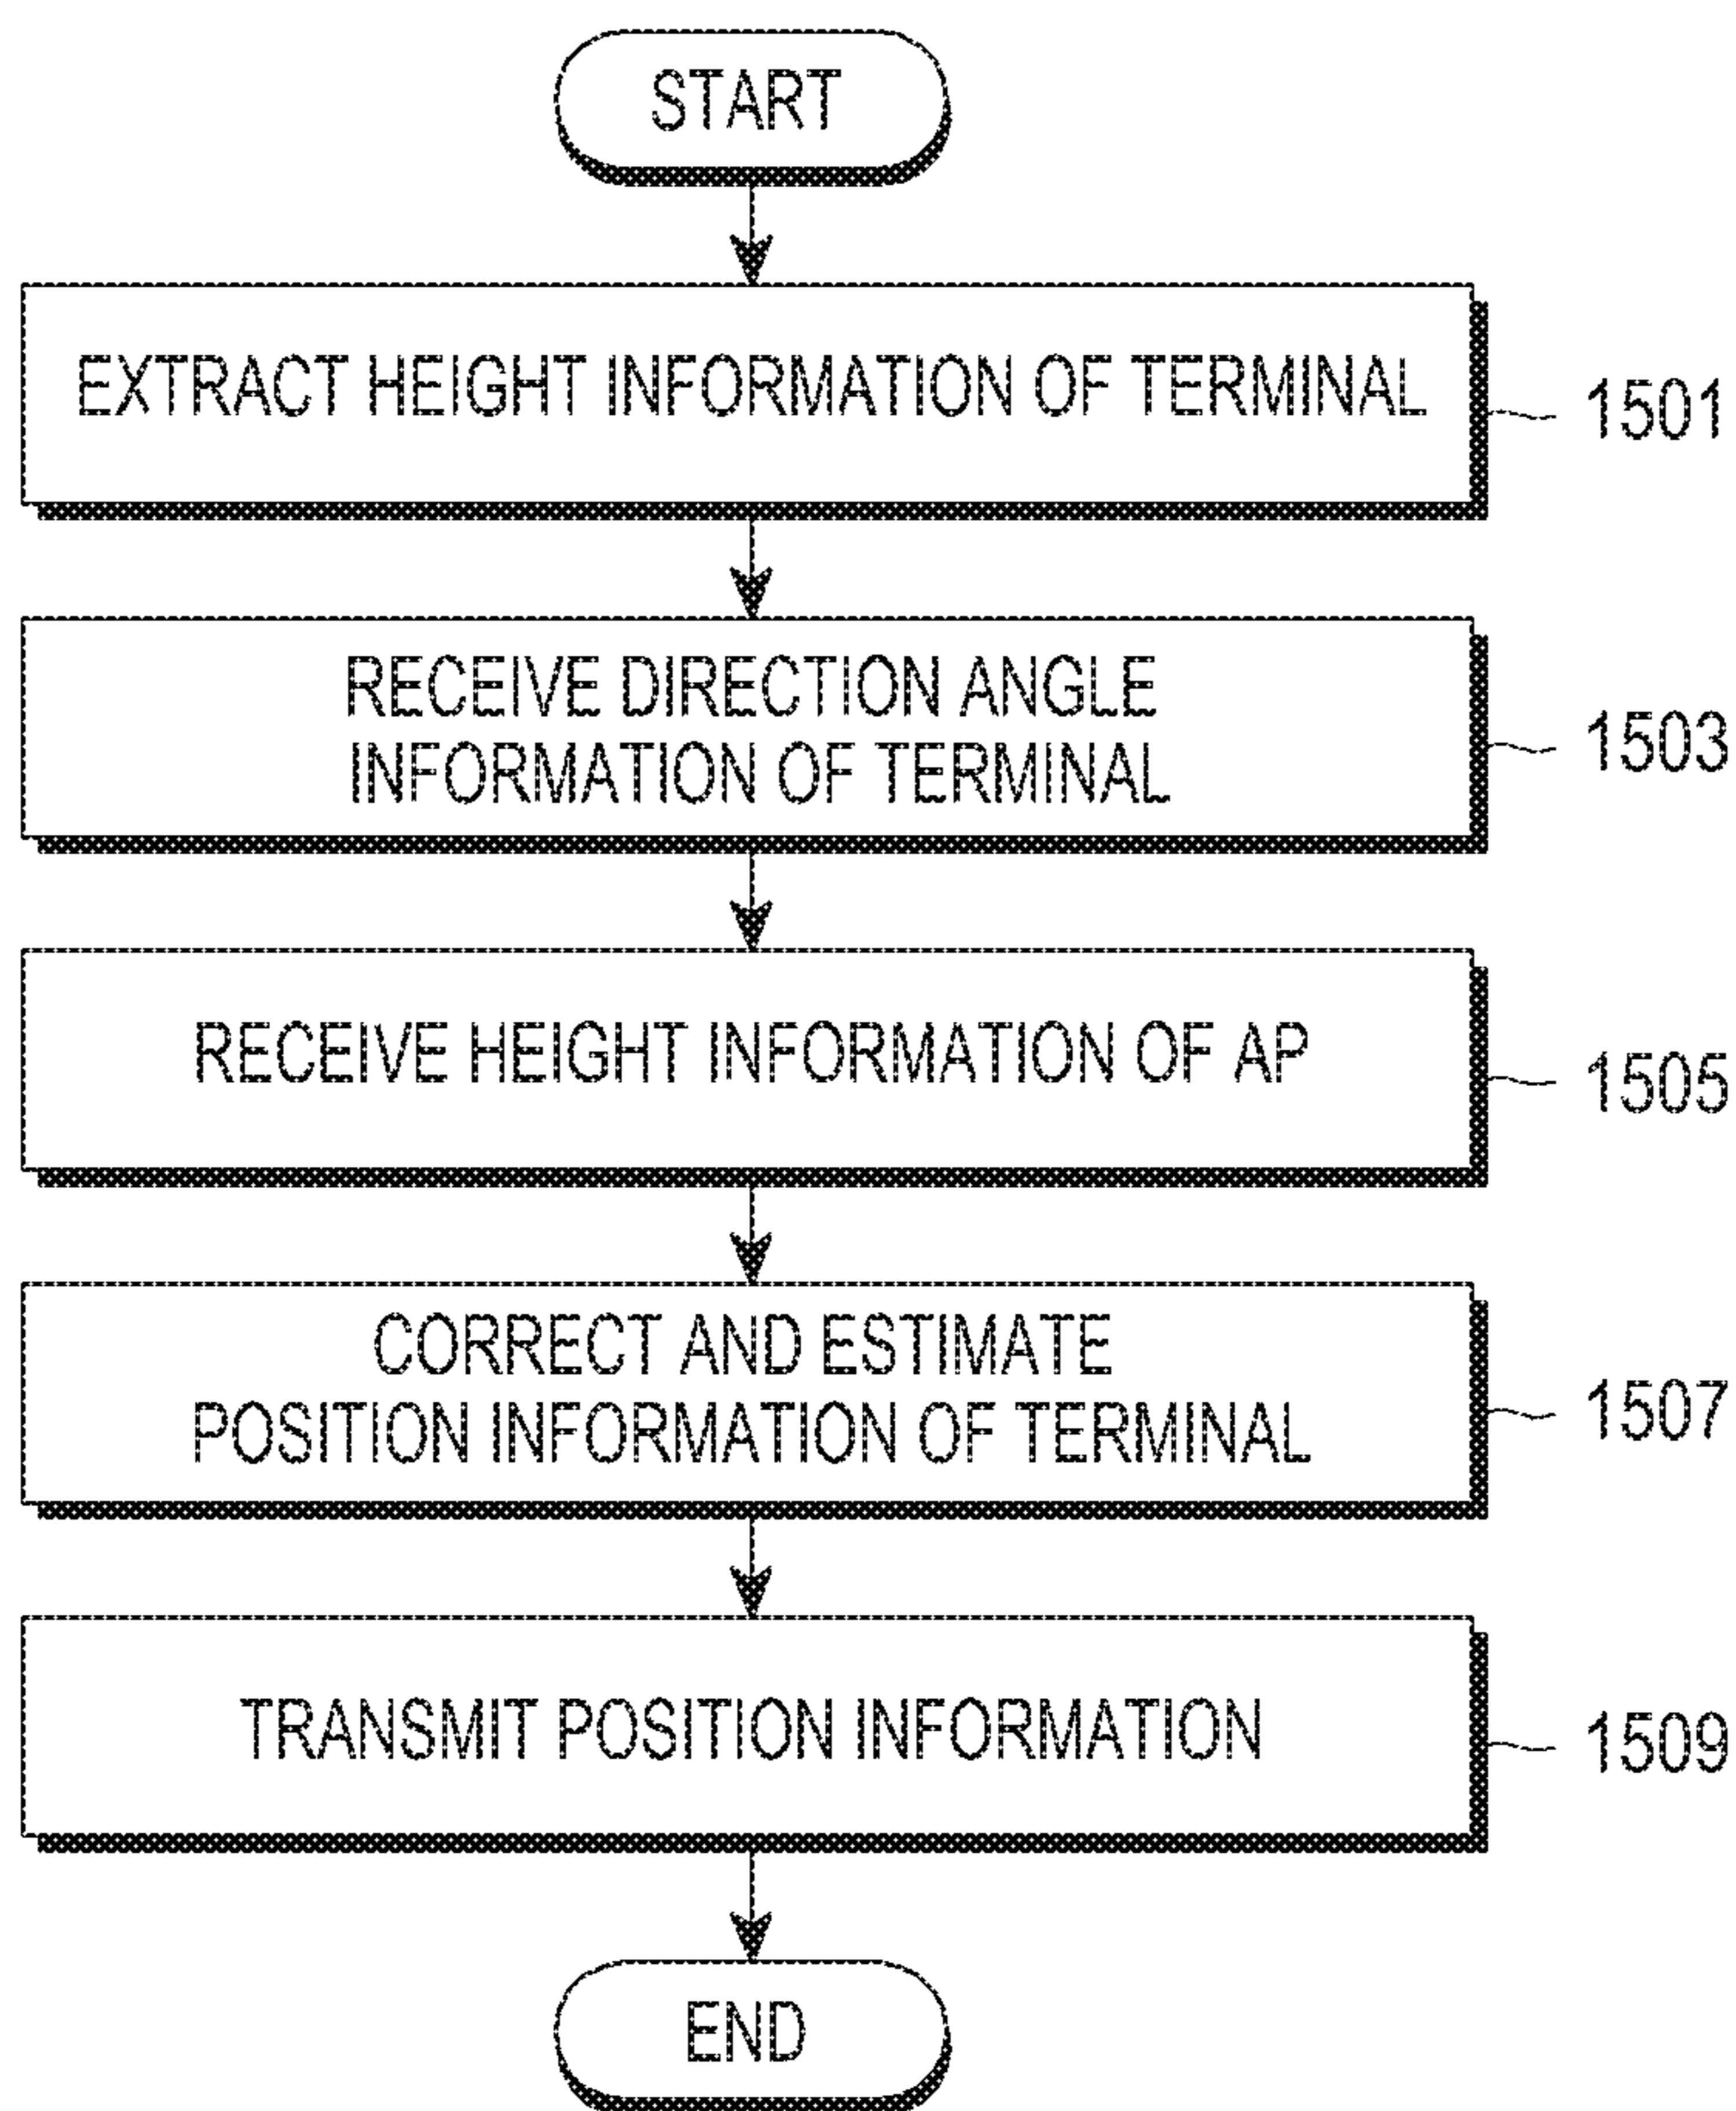 START
EXTRACT HEIGHT INFORMATION OF TERMINAL
1501
RECEIVE DIRECTION ANGLE
INFORMATION OF TERMINAL
1503
RECEIVE HEIGHT INFORMATION OF AP
1505
CORRECT AND ESTIMATE
POSITION INFORMATION OF TERMINAL
1507
TRANSMIT POSITION INFORMATION
1509
END